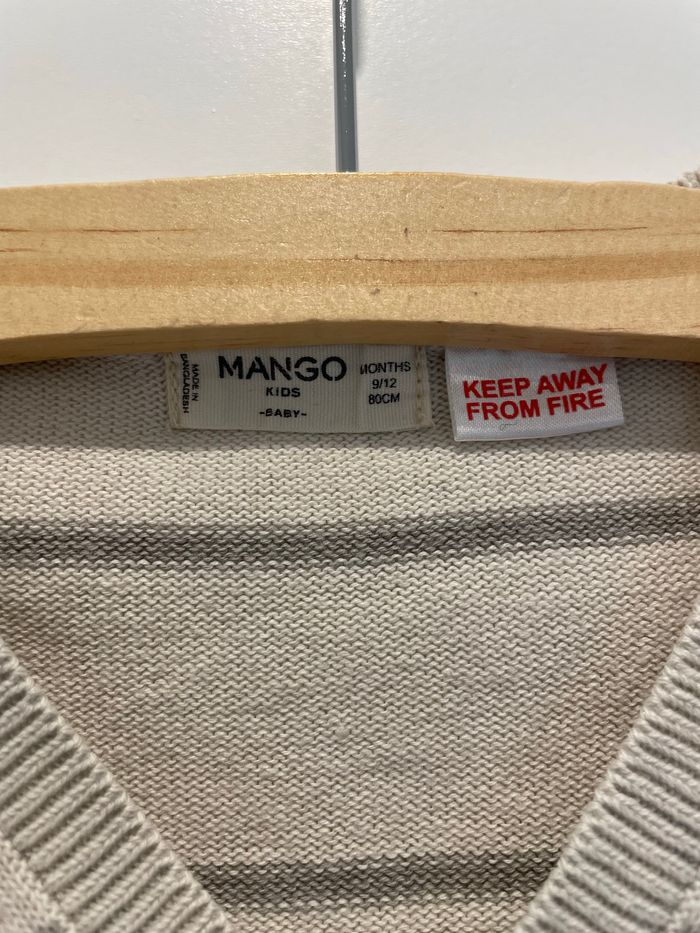 MADE IN
BANGLADESH
MANGO
KIDS
-BABY-
MONTHS
9/12
80CM
KEEP AWAY
FROM FIRE